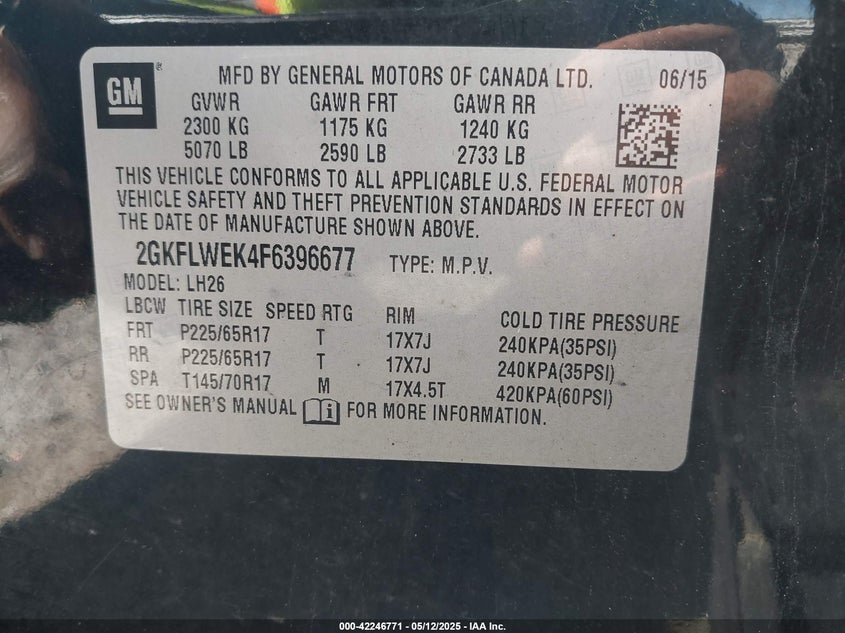 GM ®
MFD BY GENERAL MOTORS OF CANADA LTD. 06/15
GVWR GAWR FRT GAWR RR
2300 KG 1175 KG 1240 KG
5070 LB 2590 LB 2733 LB
THIS VEHICLE CONFORMS TO ALL APPLICABLE U.S. FEDERAL MOTOR
VEHICLE SAFETY AND THEFT PREVENTION STANDARDS IN EFFECT ON
THE DATE OF MANUFACTURE SHOWN ABOVE.
2GKFLWEK4F6396677 TYPE: M.P.V.
MODEL: LH26
LBCW TIRE SIZE SPEED RTG RIM COLD TIRE PRESSURE
FRT P225/65R17 T 17X7J 240KPA(35PSI)
RR P225/65R17 T 17X7J 240KPA(35PSI)
SPA T145/70R17 M 17X4.5T 420KPA(60PSI)
SEE OWNER'S MANUAL i FOR MORE INFORMATION.
000-42246771 - 05/12/2025 - IAA Inc.